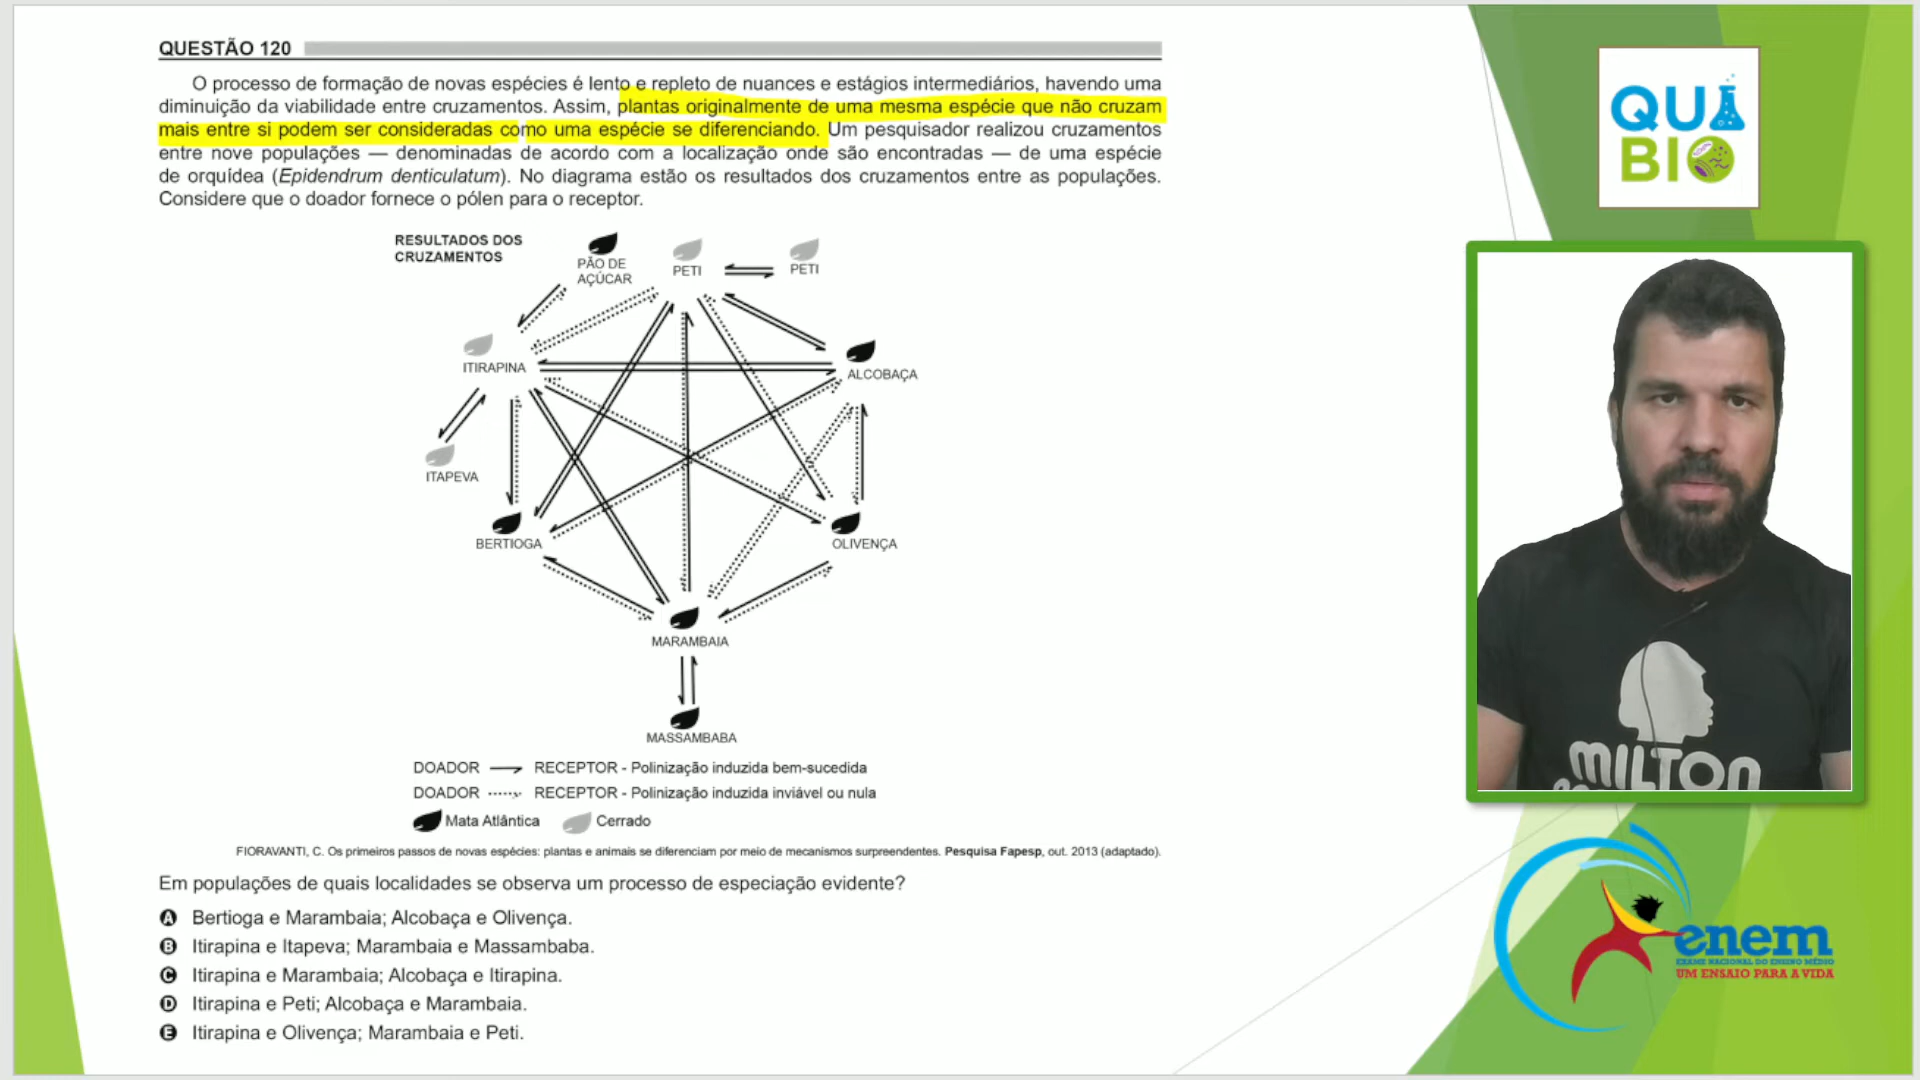 QUESTÃO 120
O processo de formação de novas espécies é lento e repleto de nuances e estágios intermediários, havendo uma
diminuição da viabilidade entre cruzamentos. Assim, plantas originalmente de uma mesma espécie que não cruzam
mais entre si podem ser consideradas como uma espécie se diferenciando. Um pesquisador realizou cruzamentos
entre nove populações — denominadas de acordo com a localização onde são encontradas — de uma espécie
de orquídea (Epidendrum denticulatum). No diagrama estão os resultados dos cruzamentos entre as populações.
Considere que o doador fornece o pólen para o receptor.
RESULTADOS DOS
CRUZAMENTOS
PÃO DE
AÇÚCAR
PETI
PETI
ITIRAPINA
ALCOBAÇA
ITAPEVA
BERTIOGA
OLIVENÇA
MARAMBAIA
MASSAMBABA
DOADOR RECEPTOR - Polinização induzida bem-sucedida
DOADOR RECEPTOR - Polinização induzida inviável ou nula
Mata Atlântica Cerrado
FIORAVANTI, C. Os primeiros passos de novas espécies: plantas e animais se diferenciam por meio de mecanismos surpreendentes. Pesquisa Fapesp, out. 2013 (adaptado).
Em populações de quais localidades se observa um processo de especiação evidente?
A Bertioga e Marambaia; Alcobaça e Olivença.
B Itirapina e Itapeva; Marambaia e Massambaba.
C Itirapina e Marambaia; Alcobaça e Itirapina.
D Itirapina e Peti; Alcobaça e Marambaia.
E Itirapina e Olivença; Marambaia e Peti.
QUÍ
BIO
MILTON
enem
EXAME NACIONAL DO ENSINO MÉDIO
UM ENSAIO PARA A VIDA